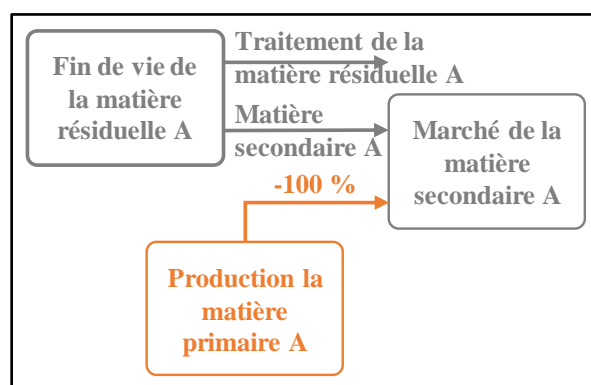 Fin de vie de
la matière
résiduelle A
Traitement de la
matière résiduelle A
Matière
secondaire A
Marché de la
matière
secondaire A
-100 %
Production la
matière
primaire A